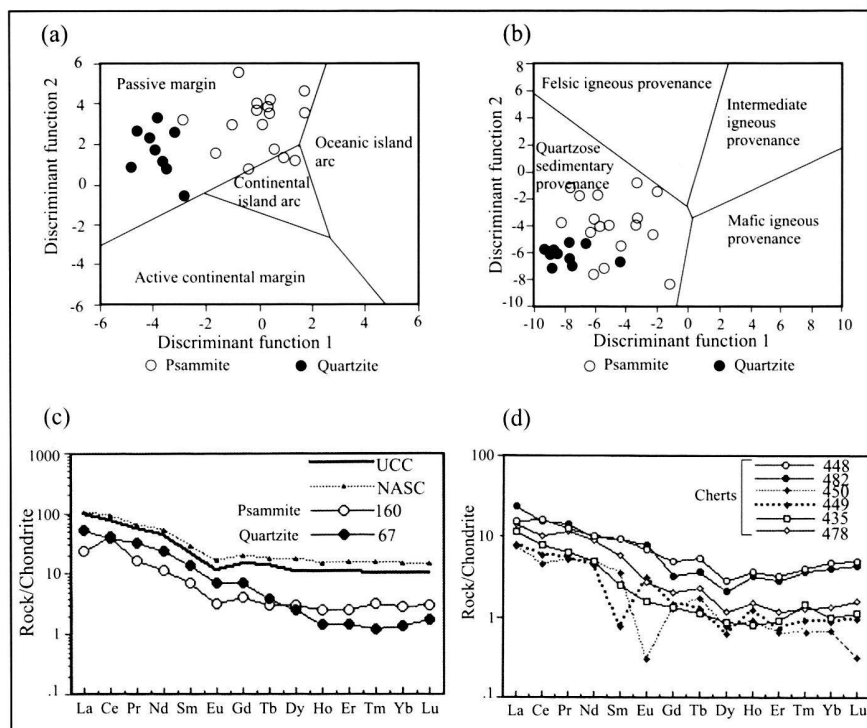 (a)
Discriminant function 2
6
4
2
0
-2
-4
-6
Passive margin
Oceanic island
arc
Continental
island arc
Active continental margin
-6 -4 -2 0 2 4 6
Discriminant function 1
Psammite Quartzite
(b)
Discriminant function 2
8
6
4
2
0
-2
-4
-6
-8
-10
Felsic igneous provenance
Intermediate
igneous
provenance
Quartzose
sedimentary
provenance
Mafic igneous
provenance
-10 -8 -6 -4 -2 0 2 4 6 8 10
Discriminant function 1
Psammite Quartzite
(c)
Rock/Chondrite
1000
100
10
1
.1
UCC
NASC
Psammite 160
Quartzite 67
La Ce Pr Nd Sm Eu Gd Tb Dy Ho Er Tm Yb Lu
(d)
Rock/Chondrite
100
10
1
.1
Cherts
448
482
450
449
435
478
La Ce Pr Nd Sm Eu Gd Tb Dy Ho Er Tm Yb Lu